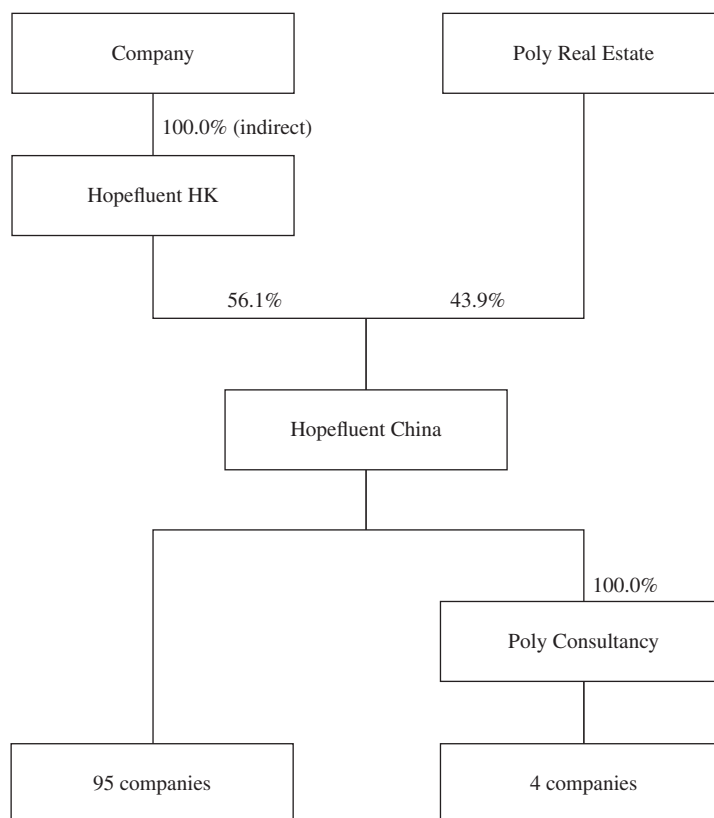 Company
Poly Real Estate
100.0% (indirect)
Hopefluent HK
56.1%
43.9%
Hopefluent China
100.0%
Poly Consultancy
95 companies
4 companies